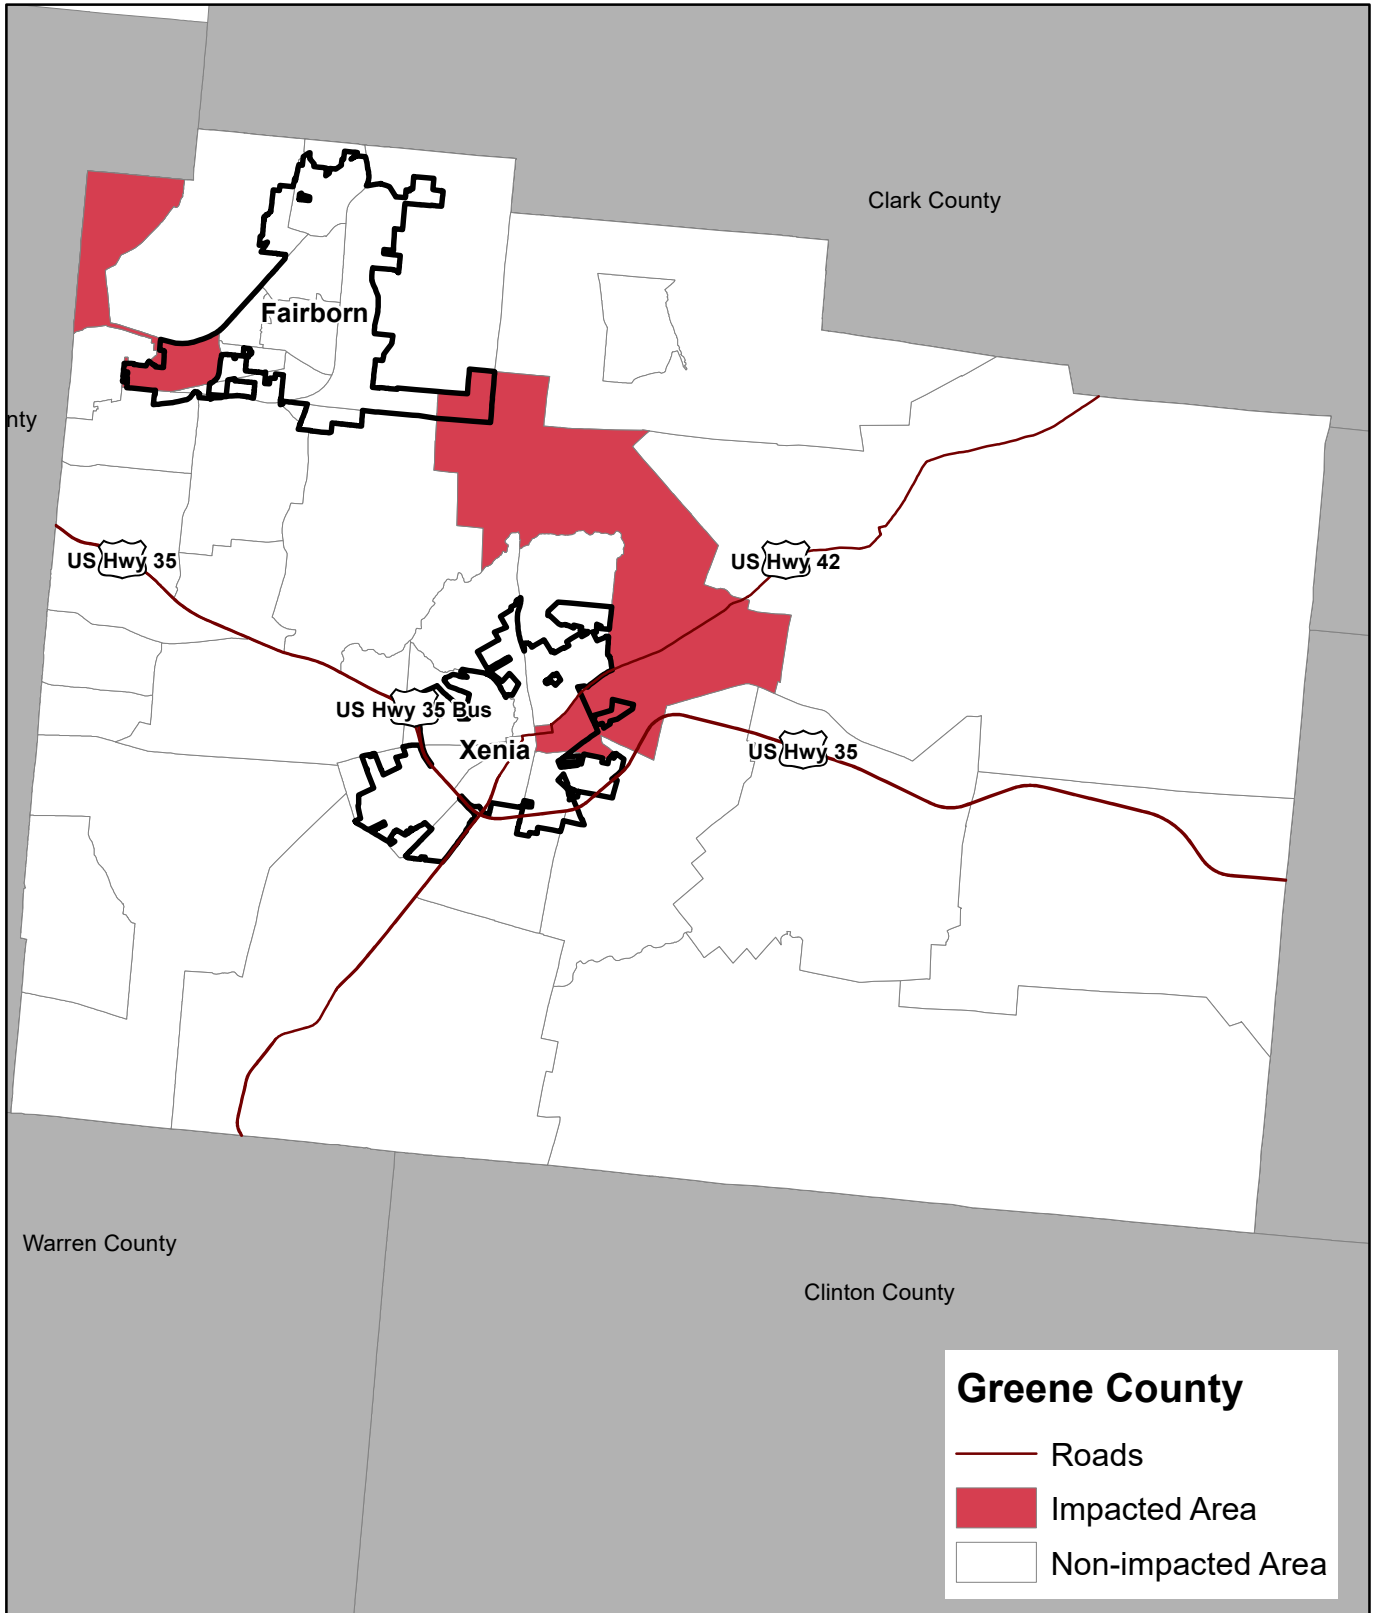 Clark County
Fairborn
nty
US Hwy 35
US Hwy 42
US Hwy 35 Bus
Xenia
US Hwy 35
Warren County
Clinton County
Greene County
Roads
Impacted Area
Non-impacted Area